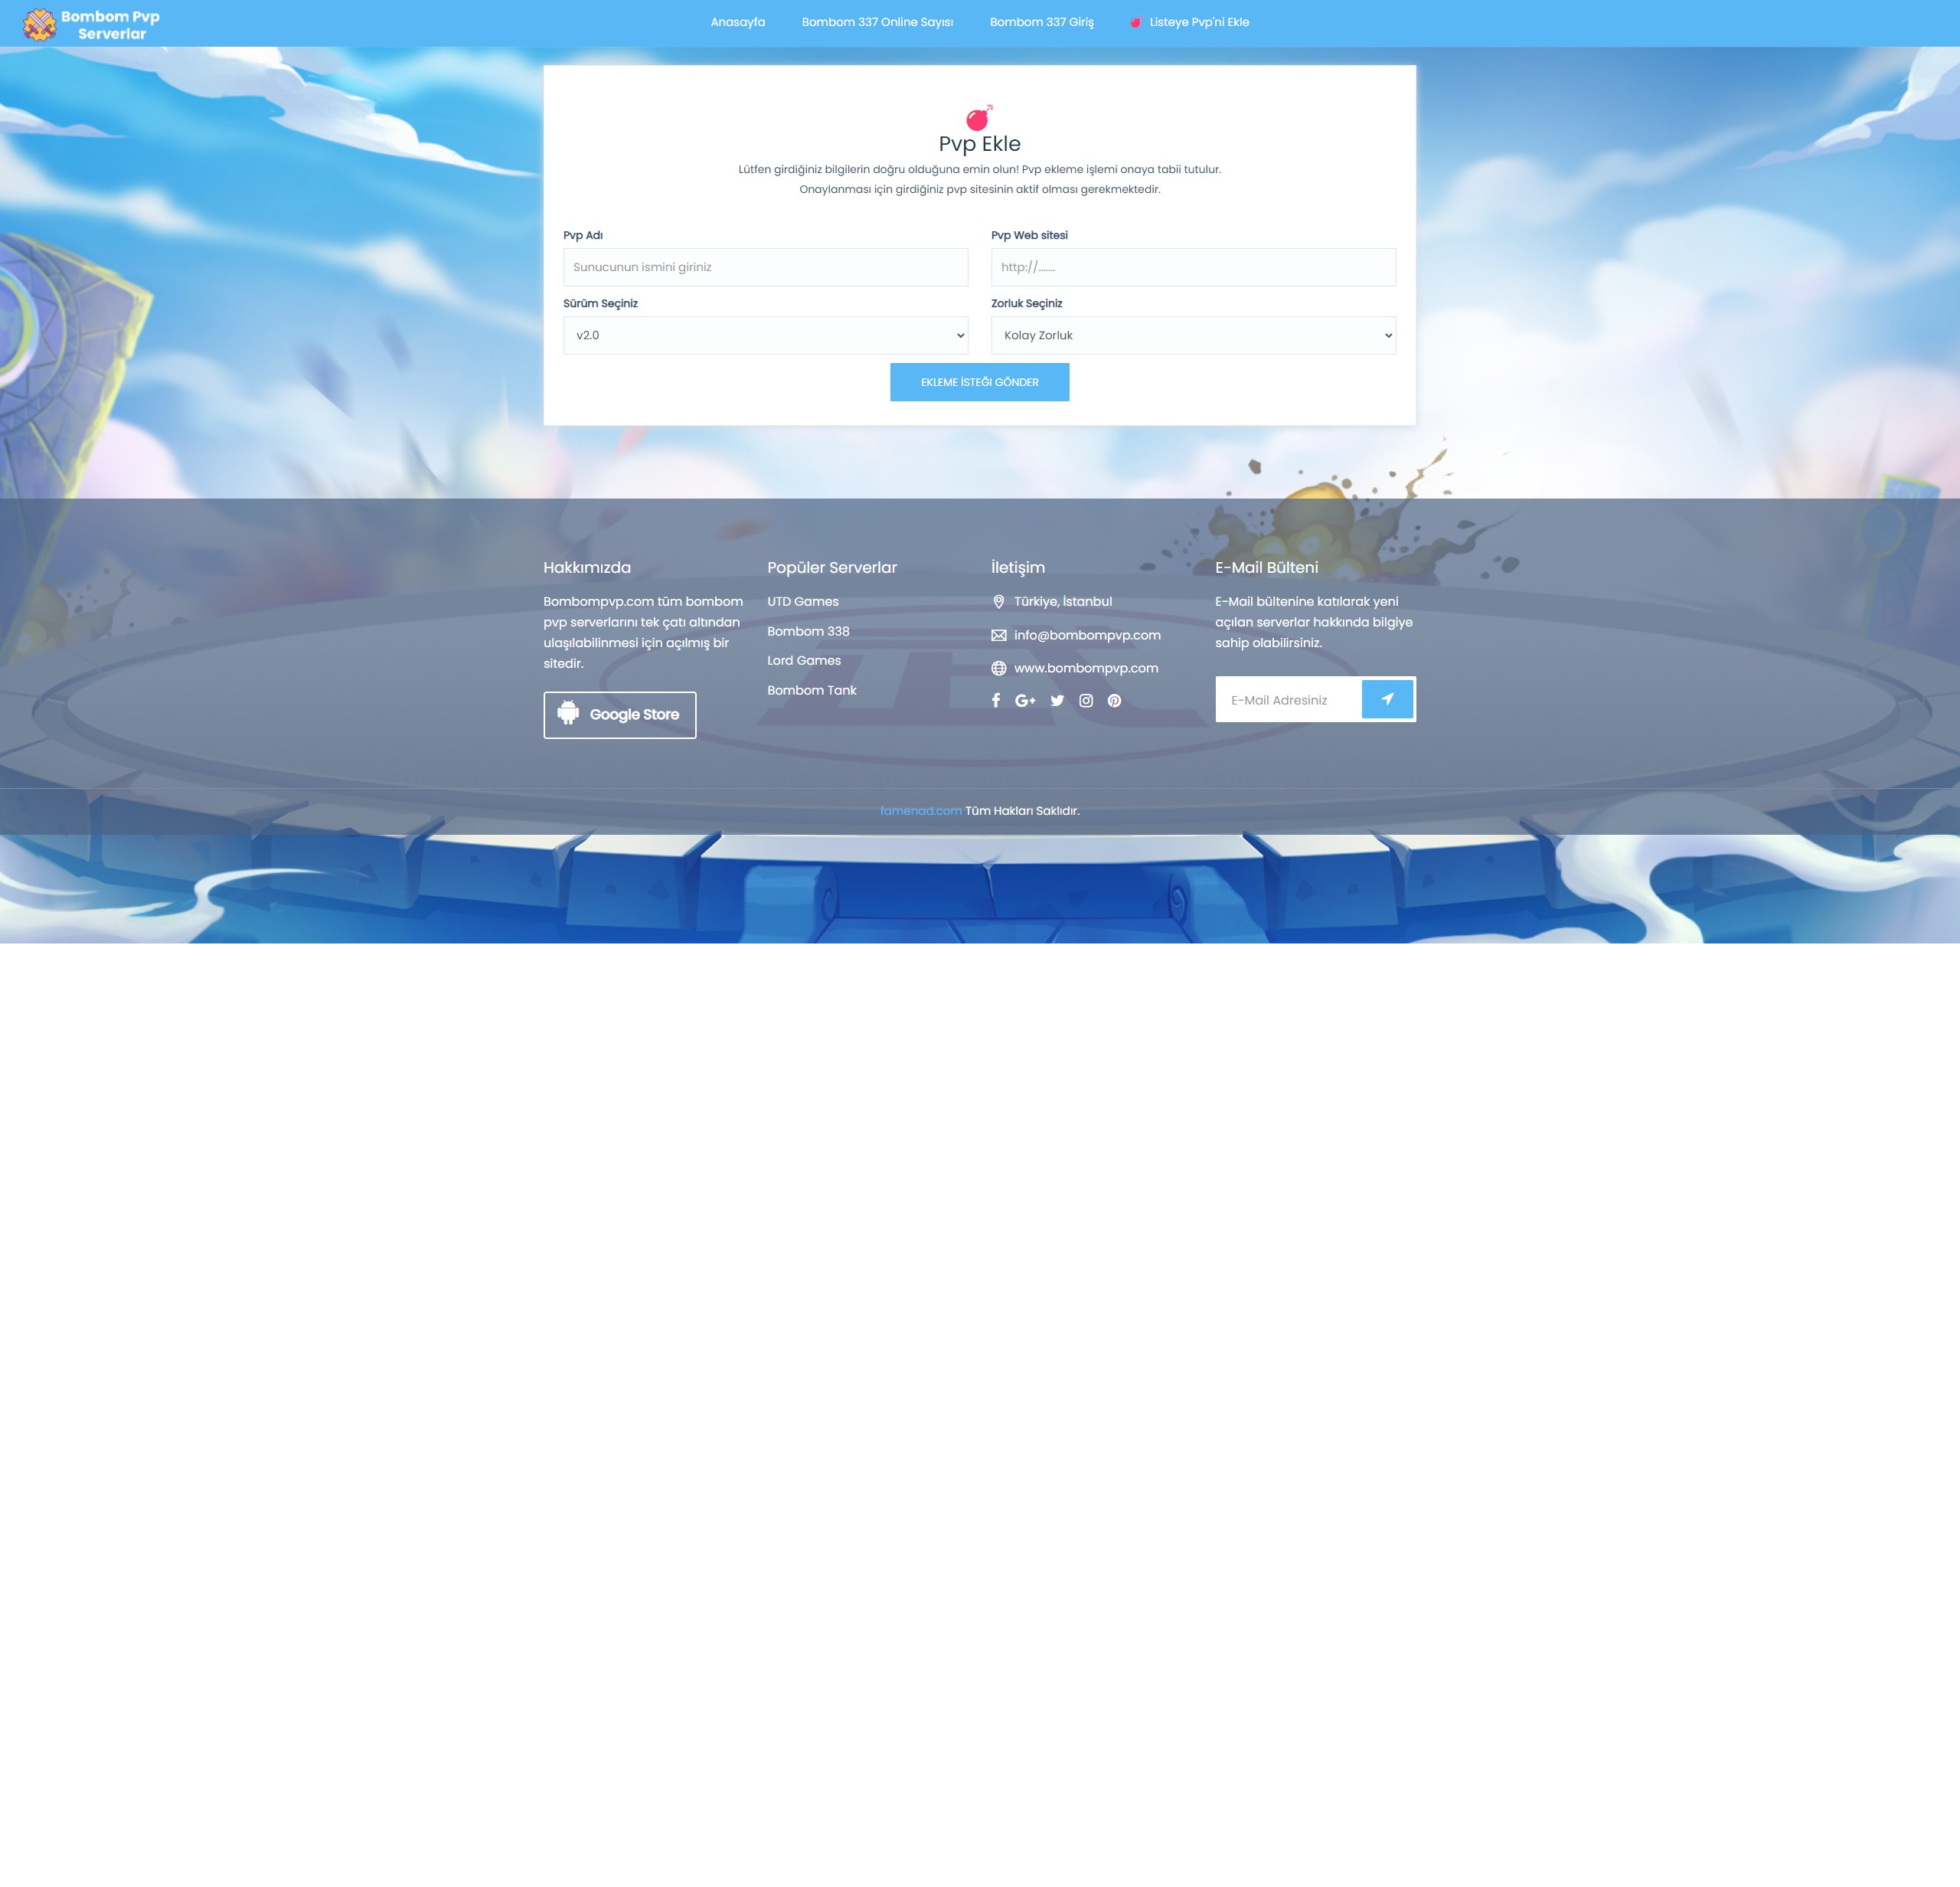 Bombom Pvp
Serverlar
Anasayfa
Bombom 337 Online Sayısı
Bombom 337 Giriş
Listeye Pvp'ni Ekle
Pvp Ekle
Lütfen girdiğiniz bilgilerin doğru olduğuna emin olun! Pvp ekleme işlemi onaya tabii tutulur.
Onaylanması için girdiğiniz pvp sitesinin aktif olması gerekmektedir.
Pvp Adı
Sunucunun ismini giriniz
Pvp Web sitesi
http://.......
Sürüm Seçiniz
v2.0
Zorluk Seçiniz
Kolay Zorluk
EKLEME İSTEĞI GÖNDER
Hakkımızda
Bombompvp.com tüm bombom
pvp serverlarını tek çatı altından
ulaşılabilinmesi için açılmış bir
sitedir.
Google Store
Popüler Serverlar
UTD Games
Bombom 338
Lord Games
Bombom Tank
İletişim
Türkiye, İstanbul
info@bombompvp.com
www.bombompvp.com
E-Mail Bülteni
E-Mail bültenine katılarak yeni
açılan serverlar hakkında bilgiye
sahip olabilirsiniz.
E-Mail Adresiniz
famenad.com Tüm Hakları Saklıdır.